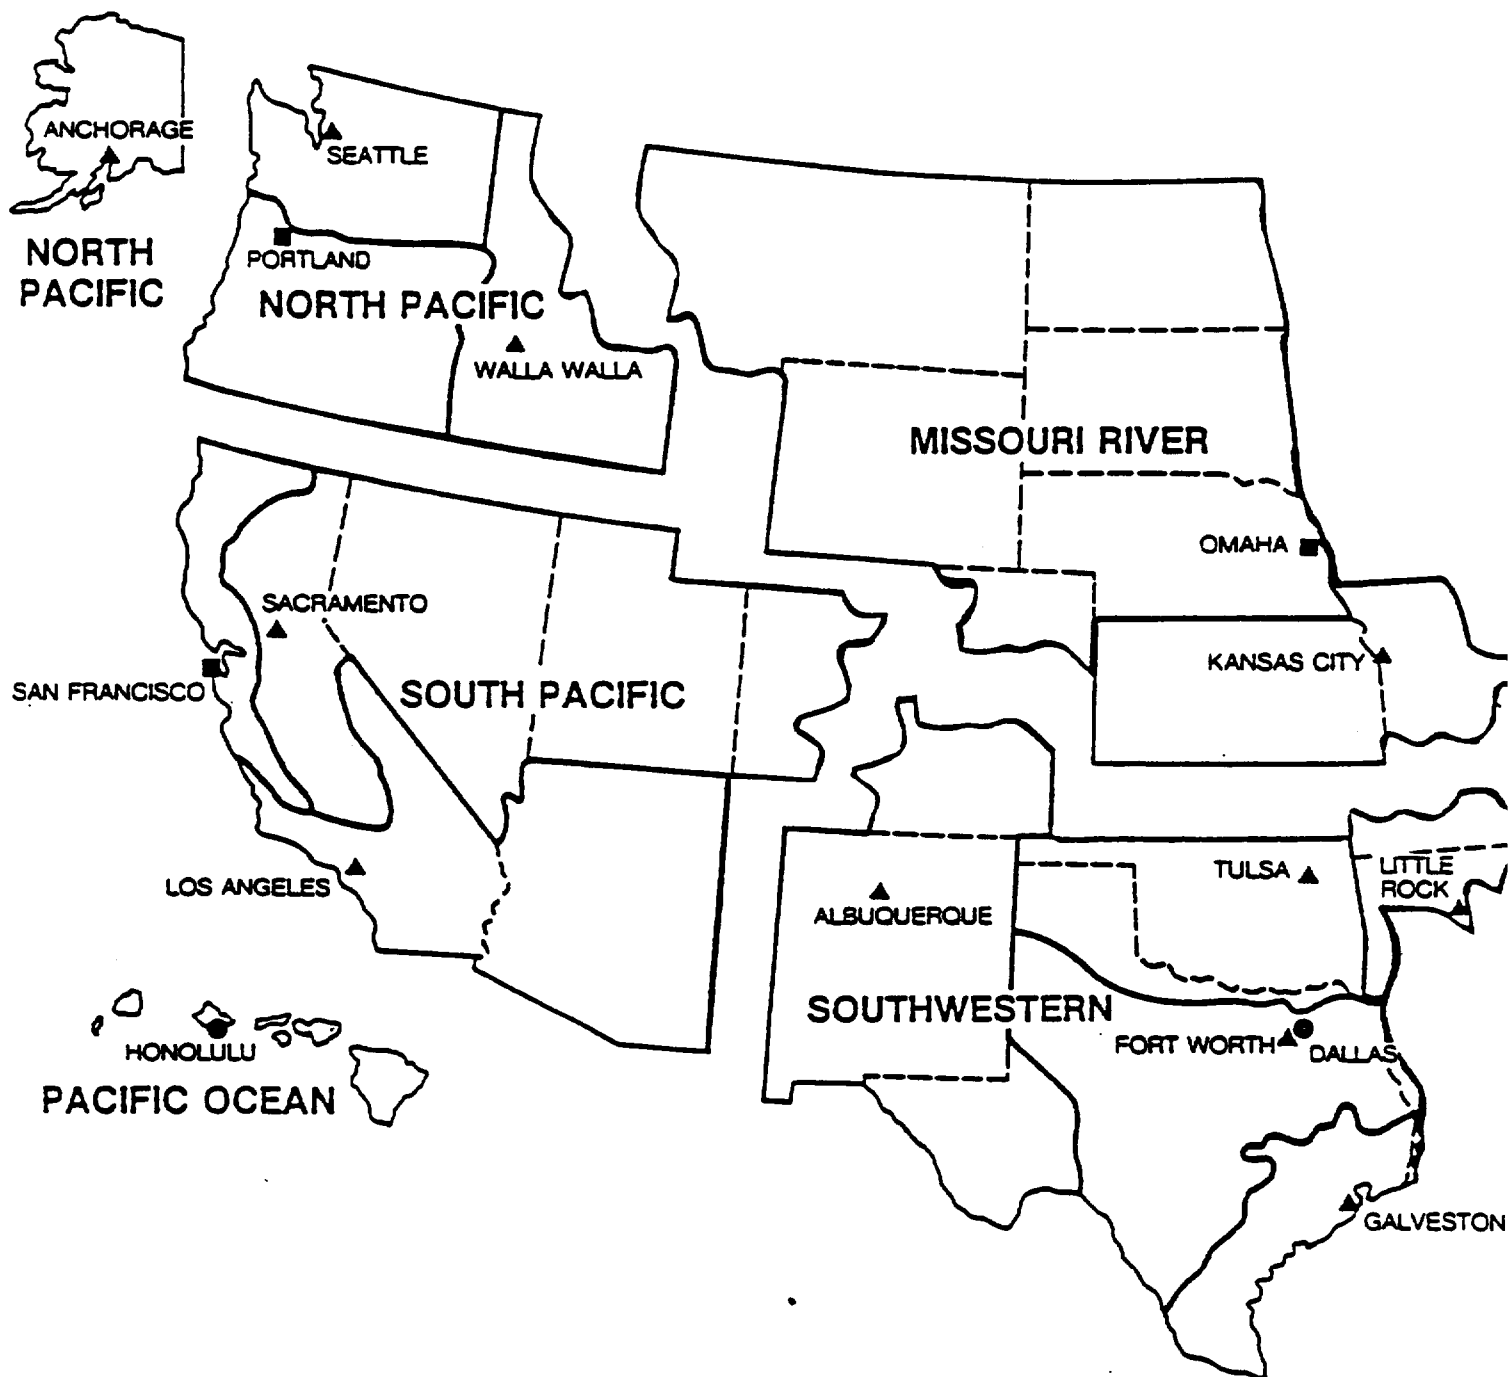 ANCHORAGE
SEATTLE
NORTH
PACIFIC
PORTLAND
NORTH PACIFIC
WALLA WALLA
MISSOURI RIVER
OMAHA
SACRAMENTO
KANSAS CITY
SAN FRANCISCO
SOUTH PACIFIC
TULSA
LITTLE
ROCK
LOS ANGELES
ALBUQUERQUE
SOUTHWESTERN
FORT WORTH
DALLAS
HONOLULU
PACIFIC OCEAN
GALVESTON